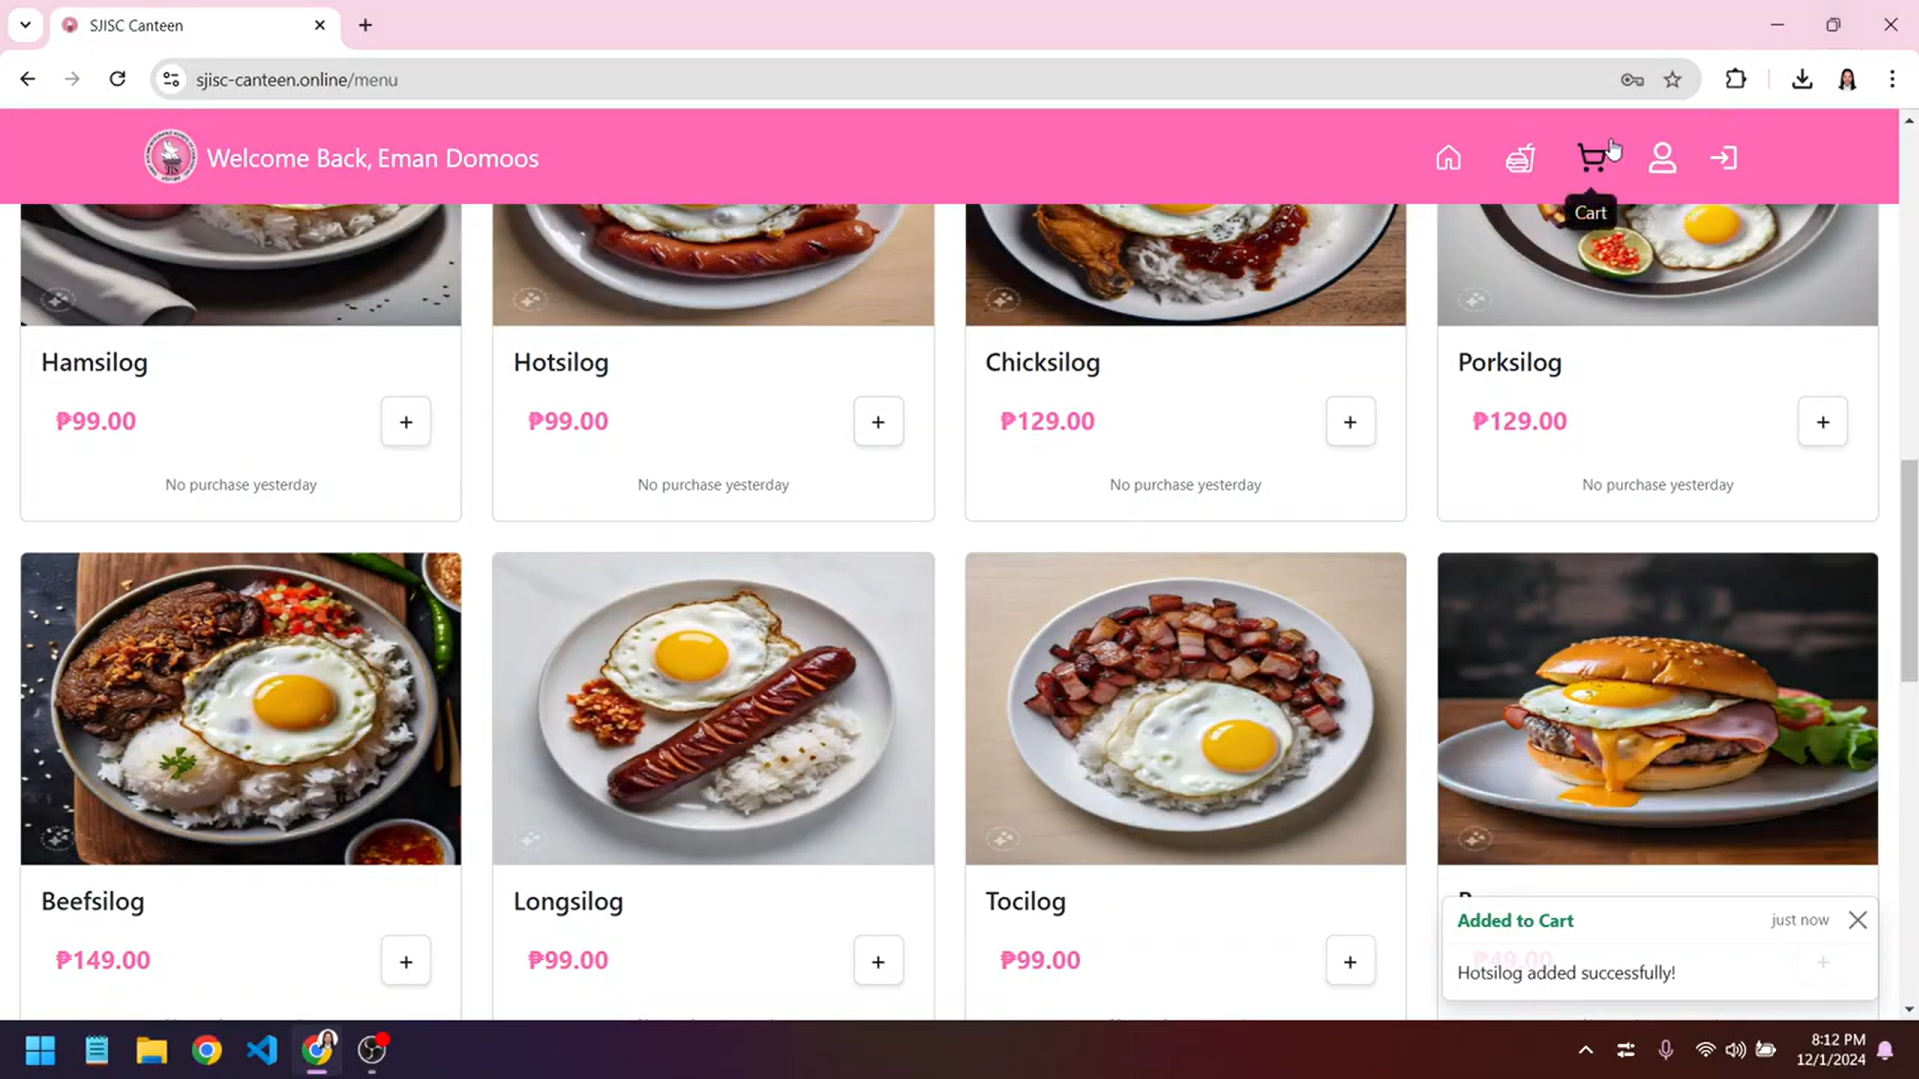 SJISC Canteen
sjisc-canteen.online/menu
Welcome Back, Eman Domoos
Cart
Hamsilog
Hotsilog
Chicksilog
Porksilog
₱99.00
+
₱99.00
+
₱129.00
+
₱129.00
+
No purchase yesterday
No purchase yesterday
No purchase yesterday
No purchase yesterday
Beefsilog
Longsilog
Tocilog
₱149.00
+
₱99.00
+
₱99.00
+
₱49.00
+
Added to Cart
just now
Hotsilog added successfully!
8:12 PM
12/1/2024